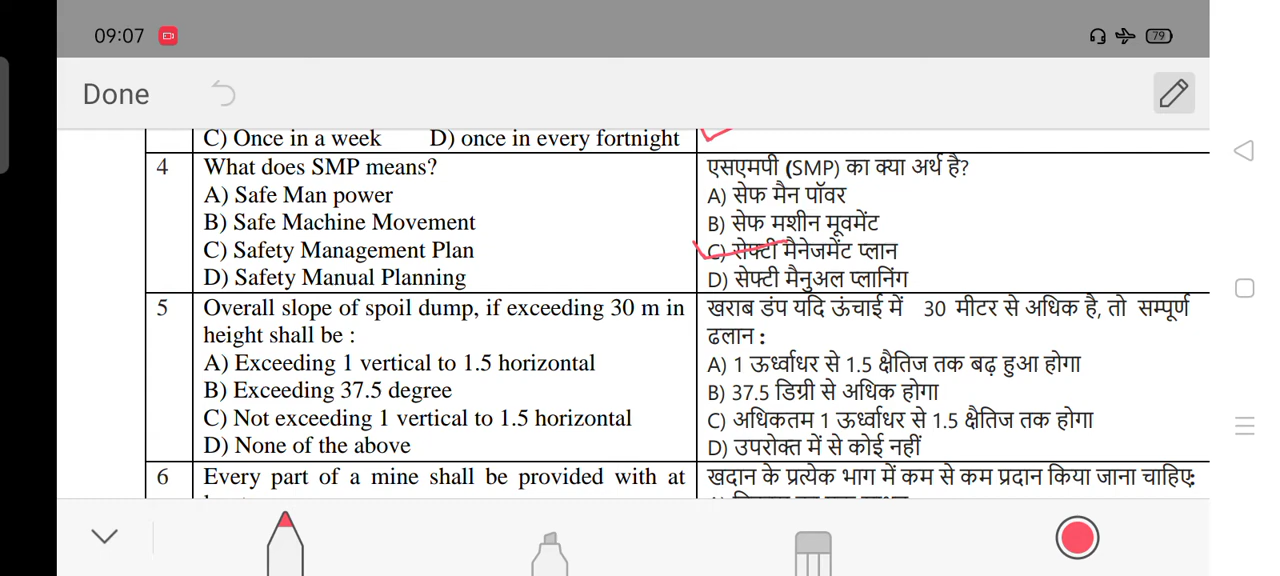 09:07
79
Done
C) Once in a week D) once in every fortnight
4 What does SMP means?
A) Safe Man power
B) Safe Machine Movement
C) Safety Management Plan
D) Safety Manual Planning
एसएमपी (SMP) का क्या अर्थ है?
A) सेफ मैन पॉवर
B) सेफ मशीन मूवमेंट
C) सेफ्टी मैनेजमेंट प्लान
D) सेफ्टी मैनुअल प्लानिंग
5 Overall slope of spoil dump, if exceeding 30 m in
height shall be :
A) Exceeding 1 vertical to 1.5 horizontal
B) Exceeding 37.5 degree
C) Not exceeding 1 vertical to 1.5 horizontal
D) None of the above
खराब डंप यदि ऊंचाई में 30 मीटर से अधिक है, तो सम्पूर्ण
ढलान :
A) 1 ऊर्ध्वाधर से 1.5 क्षैतिज तक बढ़ हुआ होगा
B) 37.5 डिग्री से अधिक होगा
C) अधिकतम 1 ऊर्ध्वाधर से 1.5 क्षैतिज तक होगा
D) उपरोक्त में से कोई नहीं
6 Every part of a mine shall be provided with at
खदान के प्रत्येक भाग में कम से कम प्रदान किया जाना चाहिए: